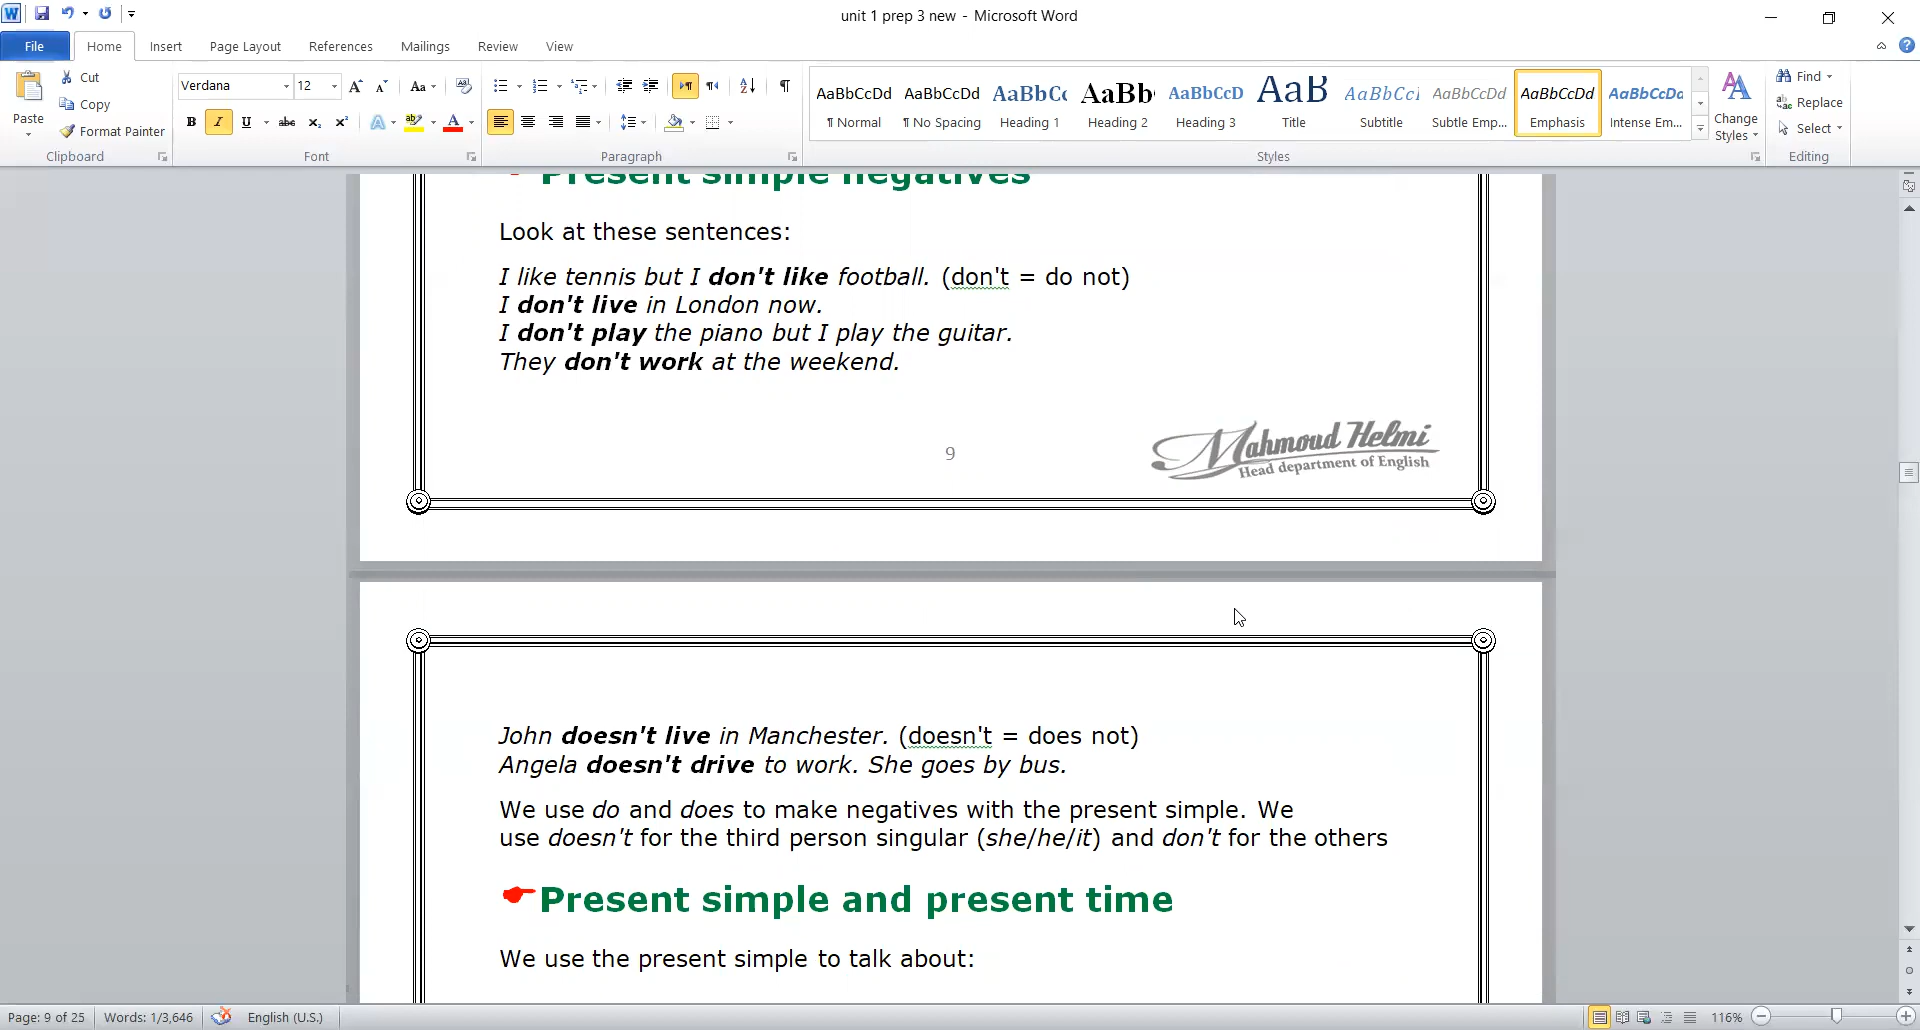 unit 1 prep 3 new - Microsoft Word
File Home Insert Page Layout References Mailings Review View
Paste
Cut
Copy
Format Painter
Clipboard
Verdana 12
Font
Paragraph
AaBbCcDd AaBbCcDd AaBbCc AaBb AaBbCcD AaB AaBbCcl AaBbCcDd AaBbCcDd AaBbCcDd
¶ Normal ¶ No Spacing Heading 1 Heading 2 Heading 3 Title Subtitle Subtle Emp... Emphasis Intense Em...
Styles
Change Styles
Find
Replace
Select
Editing
Present simple negatives
Look at these sentences:
I like tennis but I don't like football. (don't = do not)
I don't live in London now.
I don't play the piano but I play the guitar.
They don't work at the weekend.
9
Mahmoud Helmi
Head department of English
John doesn't live in Manchester. (doesn't = does not)
Angela doesn't drive to work. She goes by bus.
We use do and does to make negatives with the present simple. We
use doesn't for the third person singular (she/he/it) and don't for the others
Present simple and present time
We use the present simple to talk about:
Page: 9 of 25 Words: 1/3,646 English (U.S.) 116%